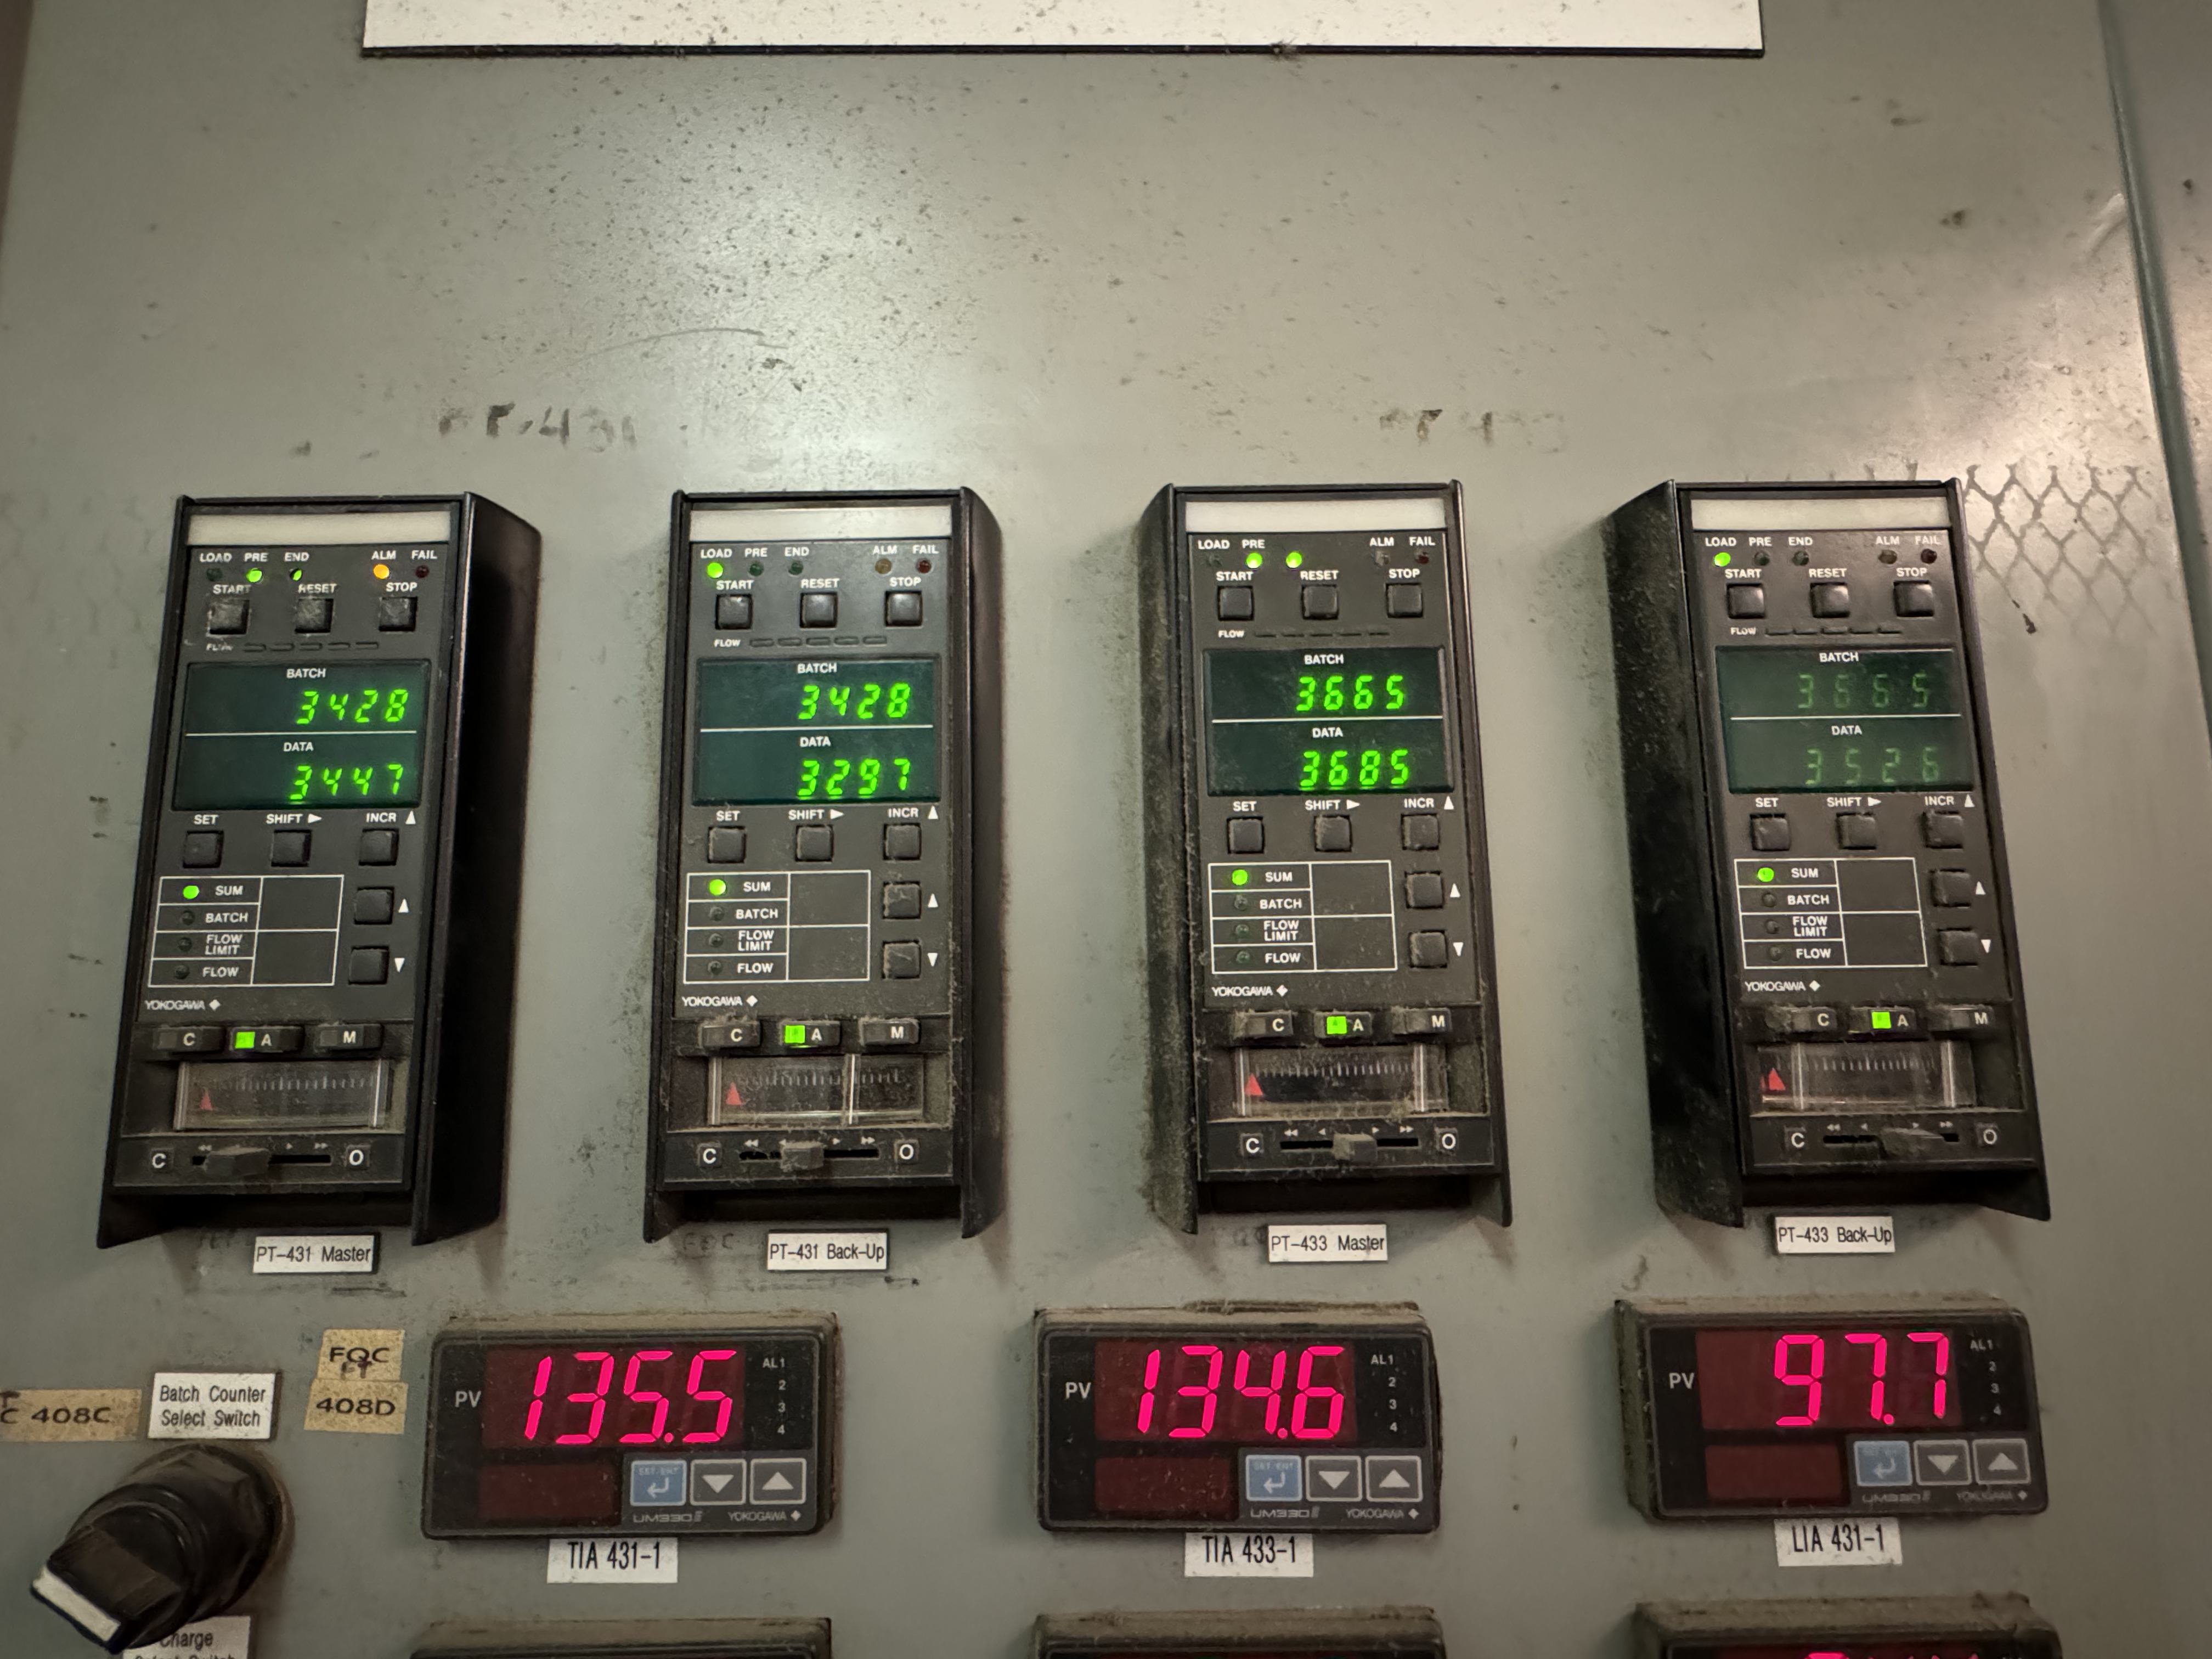 PT-431
LOAD PRE END ALM FAIL
START RESET STOP
FLOW
BATCH
3428
DATA
3447
SET SHIFT ▶ INCR ▲
SUM
BATCH
FLOW
LIMIT
FLOW
▲
▼
YOKOGAWA
C A M
C O
PT-431 Master
LOAD PRE END ALM FAIL
START RESET STOP
FLOW
BATCH
3428
DATA
3297
SET SHIFT ▶ INCR ▲
SUM
BATCH
FLOW
LIMIT
FLOW
▲
▼
YOKOGAWA
C A M
C O
PT-431 Back-Up
LOAD PRE ALM FAIL
START RESET STOP
FLOW
BATCH
3665
DATA
3685
SET SHIFT ▶ INCR ▲
SUM
BATCH
FLOW
LIMIT
FLOW
▲
▼
YOKOGAWA
C A M
C O
PT-433 Master
LOAD PRE END ALM FAIL
START RESET STOP
FLOW
BATCH
3665
DATA
3526
SET SHIFT ▶ INCR ▲
SUM
BATCH
FLOW
LIMIT
FLOW
▲
▼
YOKOGAWA
C A M
C O
PT-433 Back-Up
C 408C
Batch Counter
Select Switch
FQC
408D
Charge
PV 135.5
AL1
2
3
4
UM330 YOKOGAWA
TIA 431-1
PV 134.6
AL1
2
3
4
UM330 YOKOGAWA
TIA 433-1
PV 97.7
AL1
2
3
4
UM330 YOKOGAWA
LIA 431-1